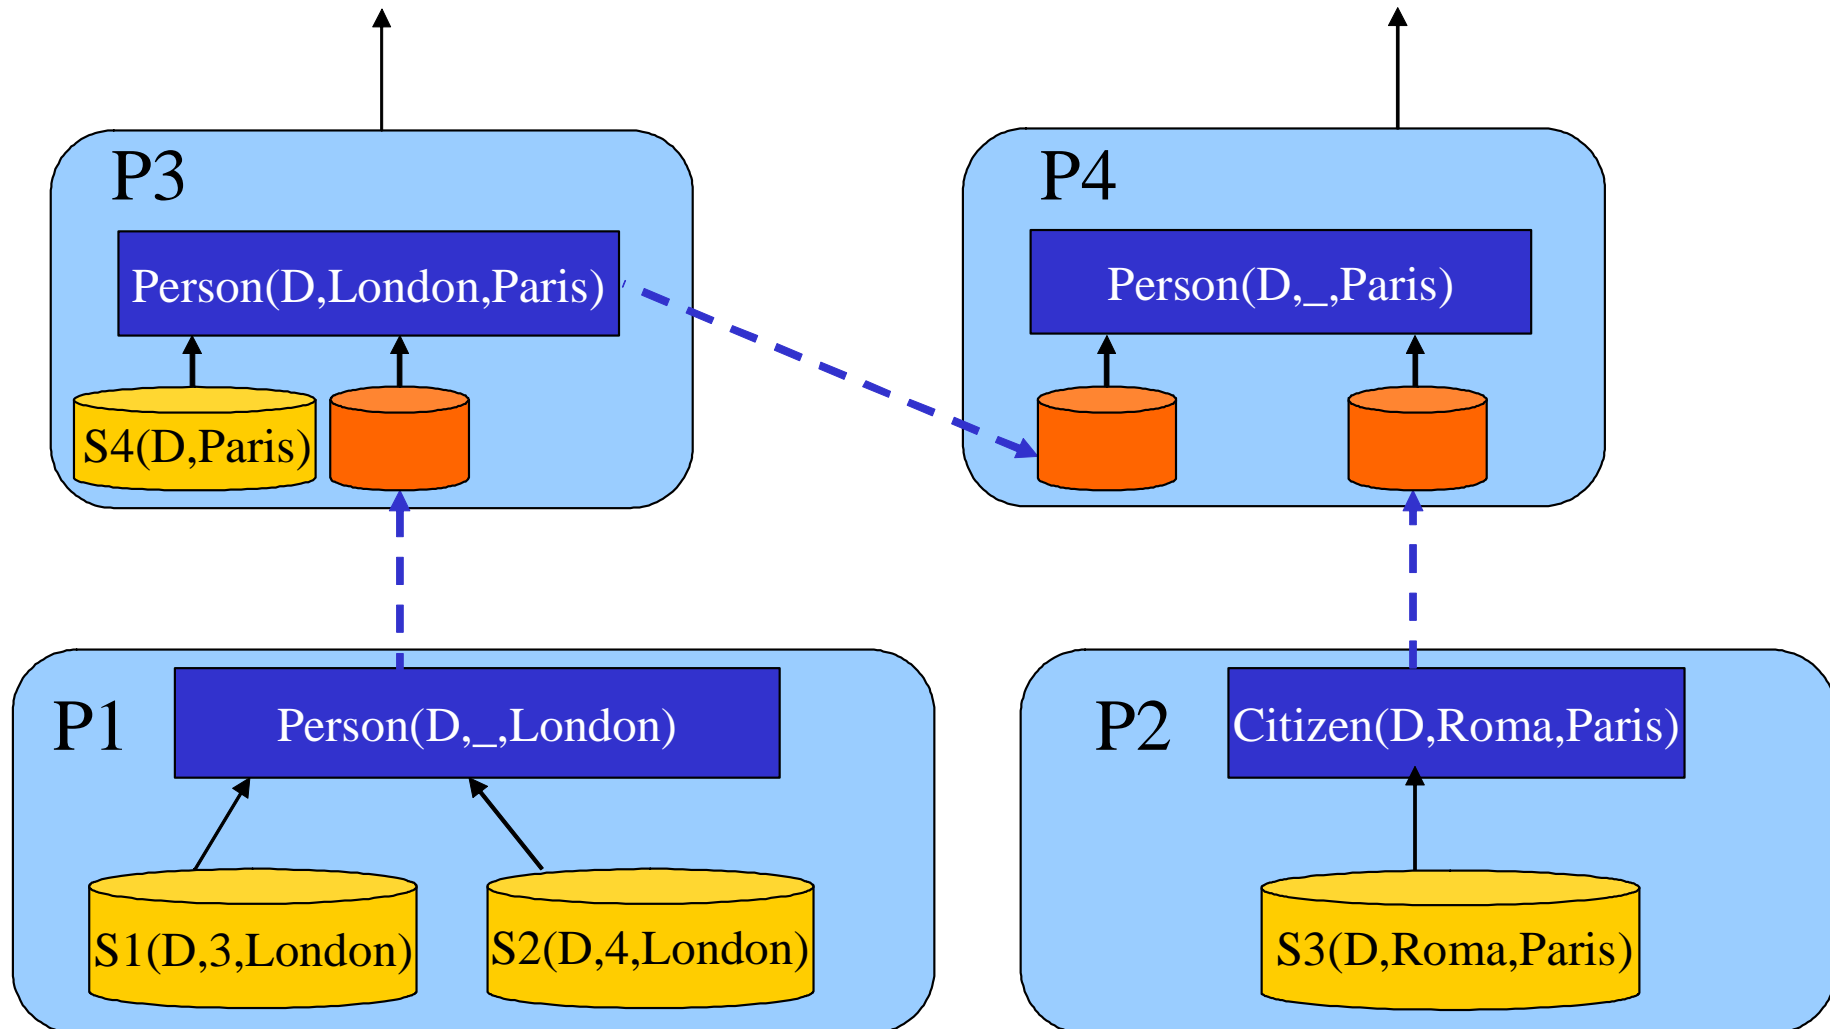 P3
P4
Person(D,London,Paris)
Person(D,_,Paris)
S4(D,Paris)
P1
Person(D,_,London)
P2
Citizen(D,Roma,Paris)
S1(D,3,London)
S2(D,4,London)
S3(D,Roma,Paris)